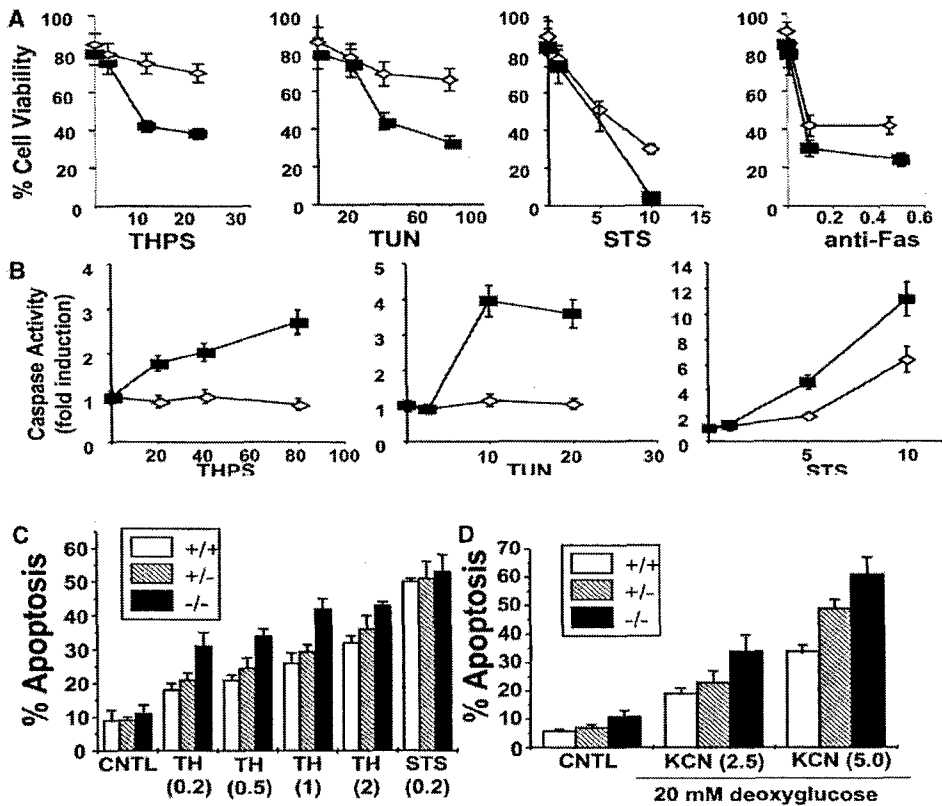 A
% Cell Viability
100 80 60 40 20 0
0 10 20 30
THPS
100 80 60 40 20 0
0 20 40 60 80 100
TUN
100 80 60 40 20 0
0 5 10 15
STS
100 80 60 40 20 0
0.2 0.4 0.6
anti-Fas
B
Caspase Activity
(fold induction)
4 3 2 1 0
20 40 60 80 100
THPS
5 4 3 2 1 0
10 20 30
TUN
14 12 10 8 6 4 2 0
5 10
STS
C
% Apoptosis
60 50 40 30 20 10 0
+/+
+/-
-/-
CNTL TH TH TH TH STS
(0.2) (0.5) (1) (2) (0.2)
D
% Apoptosis
70 60 50 40 30 20 10 0
+/+
+/-
-/-
CNTL KCN (2.5) KCN (5.0)
20 mM deoxyglucose